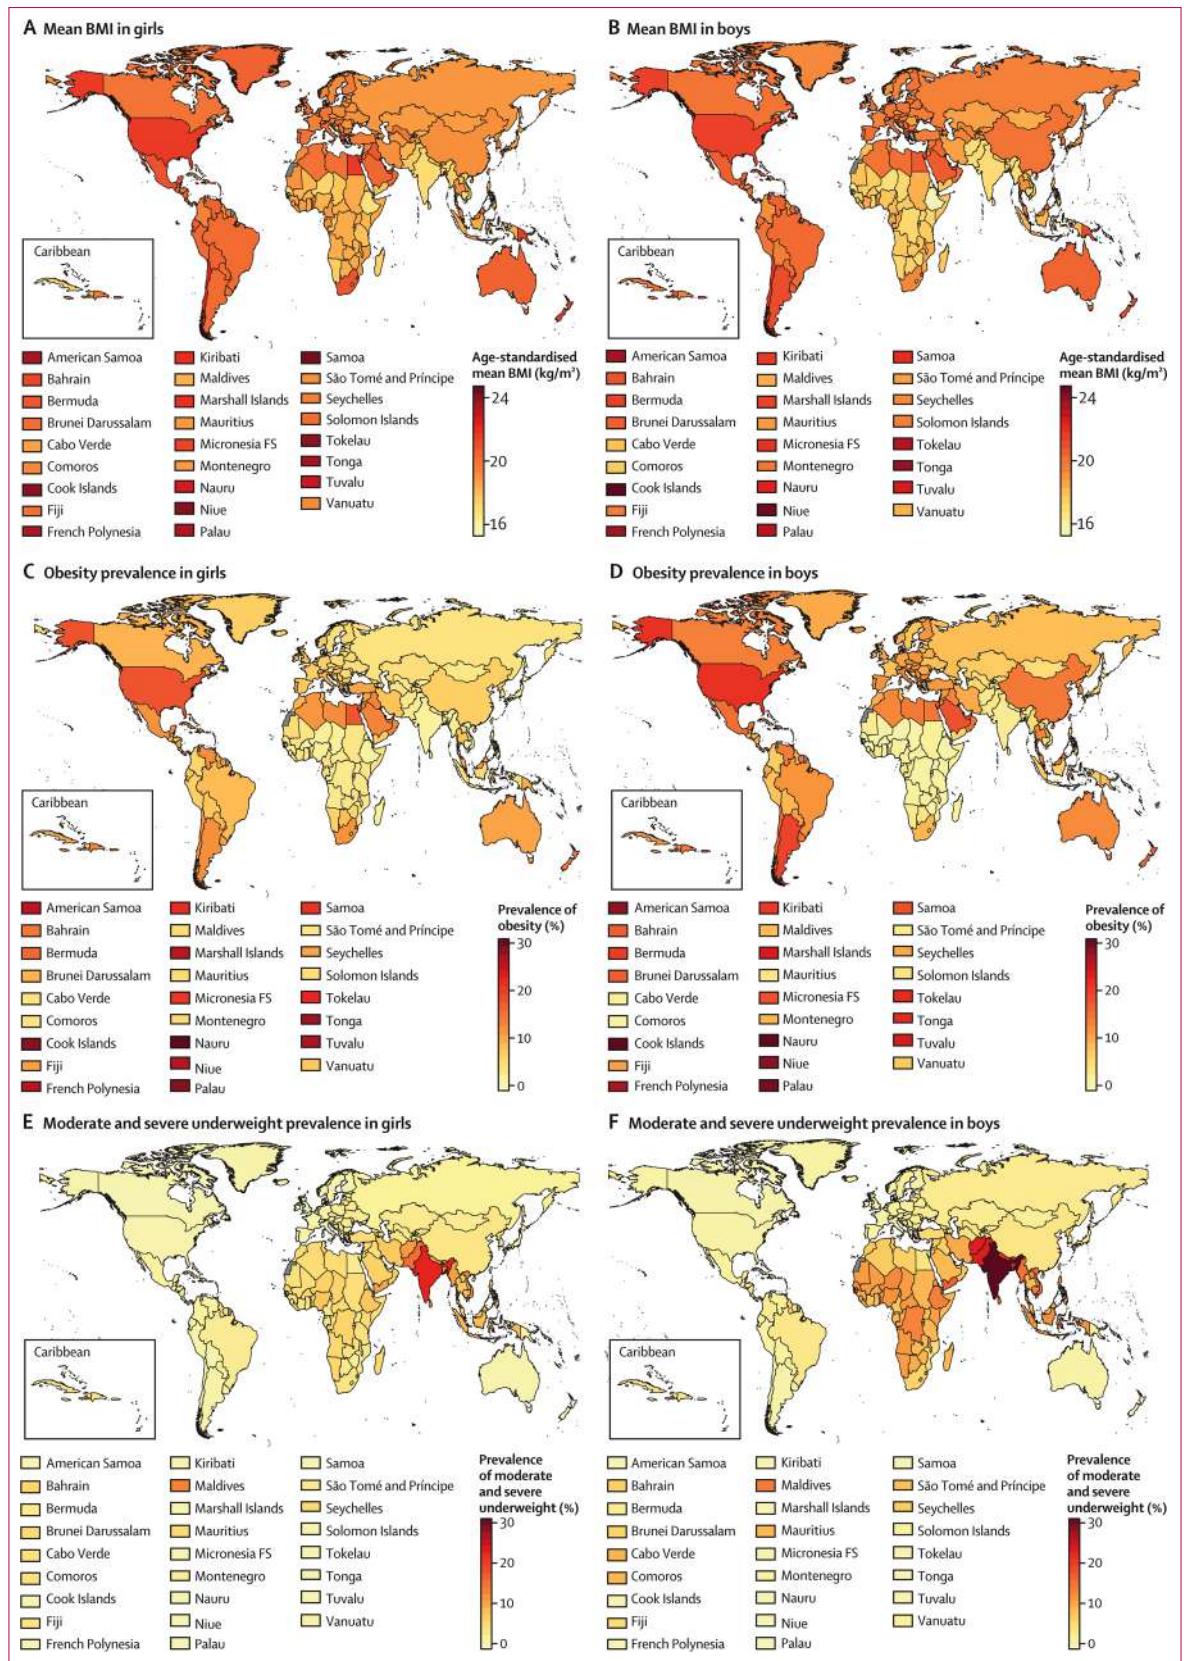 A Mean BMI in girls
Caribbean
American Samoa
Bahrain
Bermuda
Brunei Darussalam
Cabo Verde
Comoros
Cook Islands
Fiji
French Polynesia
Kiribati
Maldives
Marshall Islands
Mauritius
Micronesia FS
Montenegro
Nauru
Niue
Palau
Samoa
São Tomé and Príncipe
Seychelles
Solomon Islands
Tokelau
Tonga
Tuvalu
Vanuatu
Age-standardised
mean BMI (kg/m²)
24
20
16
B Mean BMI in boys
Caribbean
American Samoa
Bahrain
Bermuda
Brunei Darussalam
Cabo Verde
Comoros
Cook Islands
Fiji
French Polynesia
Kiribati
Maldives
Marshall Islands
Mauritius
Micronesia FS
Montenegro
Nauru
Niue
Palau
Samoa
São Tomé and Príncipe
Seychelles
Solomon Islands
Tokelau
Tonga
Tuvalu
Vanuatu
Age-standardised
mean BMI (kg/m²)
24
20
16
C Obesity prevalence in girls
Caribbean
American Samoa
Bahrain
Bermuda
Brunei Darussalam
Cabo Verde
Comoros
Cook Islands
Fiji
French Polynesia
Kiribati
Maldives
Marshall Islands
Mauritius
Micronesia FS
Montenegro
Nauru
Niue
Palau
Samoa
São Tomé and Príncipe
Seychelles
Solomon Islands
Tokelau
Tonga
Tuvalu
Vanuatu
Prevalence of
obesity (%)
30
20
10
0
D Obesity prevalence in boys
Caribbean
American Samoa
Bahrain
Bermuda
Brunei Darussalam
Cabo Verde
Comoros
Cook Islands
Fiji
French Polynesia
Kiribati
Maldives
Marshall Islands
Mauritius
Micronesia FS
Montenegro
Nauru
Niue
Palau
Samoa
São Tomé and Príncipe
Seychelles
Solomon Islands
Tokelau
Tonga
Tuvalu
Vanuatu
Prevalence of
obesity (%)
30
20
10
0
E Moderate and severe underweight prevalence in girls
Caribbean
American Samoa
Bahrain
Bermuda
Brunei Darussalam
Cabo Verde
Comoros
Cook Islands
Fiji
French Polynesia
Kiribati
Maldives
Marshall Islands
Mauritius
Micronesia FS
Montenegro
Nauru
Niue
Palau
Samoa
São Tomé and Príncipe
Seychelles
Solomon Islands
Tokelau
Tonga
Tuvalu
Vanuatu
Prevalence
of moderate
and severe
underweight (%)
30
20
10
0
F Moderate and severe underweight prevalence in boys
Caribbean
American Samoa
Bahrain
Bermuda
Brunei Darussalam
Cabo Verde
Comoros
Cook Islands
Fiji
French Polynesia
Kiribati
Maldives
Marshall Islands
Mauritius
Micronesia FS
Montenegro
Nauru
Niue
Palau
Samoa
São Tomé and Príncipe
Seychelles
Solomon Islands
Tokelau
Tonga
Tuvalu
Vanuatu
Prevalence
of moderate
and severe
underweight (%)
30
20
10
0